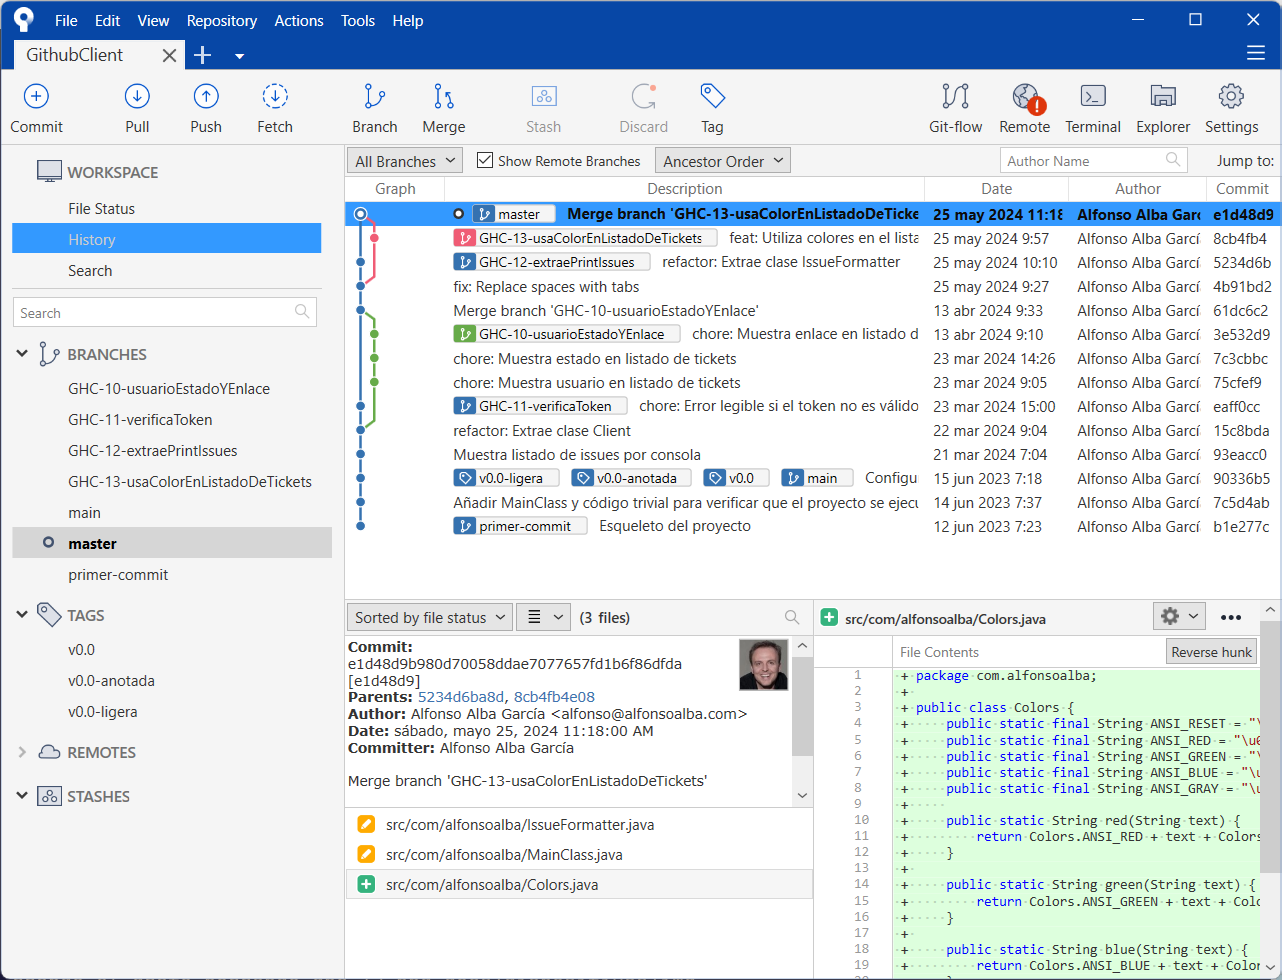 File Edit View Repository Actions Tools Help
GithubClient
Commit Pull Push Fetch Branch Merge Stash Discard Tag Git-flow Remote Terminal Explorer Settings
WORKSPACE
File Status
History
Search
Search
BRANCHES
GHC-10-usuarioEstadoYEnlace
GHC-11-verificaToken
GHC-12-extraePrintIssues
GHC-13-usaColorEnListadoDeTickets
main
master
primer-commit
TAGS
v0.0
v0.0-anotada
v0.0-ligera
REMOTES
STASHES
All Branches Show Remote Branches Ancestor Order Author Name Jump to:
Graph Description Date Author Commit
master Merge branch 'GHC-13-usaColorEnListadoDeTicke 25 may 2024 11:18 Alfonso Alba Garc e1d48d9
GHC-13-usaColorEnListadoDeTickets feat: Utiliza colores en el lista 25 may 2024 9:57 Alfonso Alba Garcí 8cb4fb4
GHC-12-extraePrintIssues refactor: Extrae clase IssueFormatter 25 may 2024 10:10 Alfonso Alba Garcí 5234d6b
fix: Replace spaces with tabs 25 may 2024 9:27 Alfonso Alba Garcí 4b91bd2
Merge branch 'GHC-10-usuarioEstadoYEnlace' 13 abr 2024 9:33 Alfonso Alba Garcí 61dc6c2
GHC-10-usuarioEstadoYEnlace chore: Muestra enlace en listado d 13 abr 2024 9:10 Alfonso Alba Garcí 3e532d9
chore: Muestra estado en listado de tickets 23 mar 2024 14:26 Alfonso Alba Garcí 7c3cbbc
chore: Muestra usuario en listado de tickets 23 mar 2024 9:05 Alfonso Alba Garcí 75cfef9
GHC-11-verificaToken chore: Error legible si el token no es válido 23 mar 2024 15:00 Alfonso Alba Garcí eaff0cc
refactor: Extrae clase Client 22 mar 2024 9:04 Alfonso Alba Garcí 15c8bda
Muestra listado de issues por consola 21 mar 2024 7:04 Alfonso Alba Garcí 93eacc0
v0.0-ligera v0.0-anotada v0.0 main Configu 15 jun 2023 7:18 Alfonso Alba Garcí 90336b5
Añadir MainClass y código trivial para verificar que el proyecto se ejecu 14 jun 2023 7:37 Alfonso Alba Garcí 7c5d4ab
primer-commit Esqueleto del proyecto 12 jun 2023 7:23 Alfonso Alba Garcí b1e277c
Sorted by file status (3 files)
Commit:
e1d48d9b980d70058ddae7077657fd1b6f86dfda
[e1d48d9]
Parents: 5234d6ba8d, 8cb4fb4e08
Author: Alfonso Alba García <alfonso@alfonsoalba.com>
Date: sábado, mayo 25, 2024 11:18:00 AM
Committer: Alfonso Alba García
Merge branch 'GHC-13-usaColorEnListadoDeTickets'
src/com/alfonsoalba/IssueFormatter.java
src/com/alfonsoalba/MainClass.java
src/com/alfonsoalba/Colors.java
src/com/alfonsoalba/Colors.java
File Contents Reverse hunk
1 + package com.alfonsoalba;
2 +
3 + public class Colors {
4 + public static final String ANSI_RESET = "\
5 + public static final String ANSI_RED = "\u
6 + public static final String ANSI_GREEN = "\
7 + public static final String ANSI_BLUE = "\u
8 + public static final String ANSI_GRAY = "\u
9 +
10 + public static String red(String text) {
11 + return Colors.ANSI_RED + text + Colors
12 + }
13 +
14 + public static String green(String text) {
15 + return Colors.ANSI_GREEN + text + Colo
16 + }
17 +
18 + public static String blue(String text) {
19 + return Colors.ANSI_BLUE + text + Color